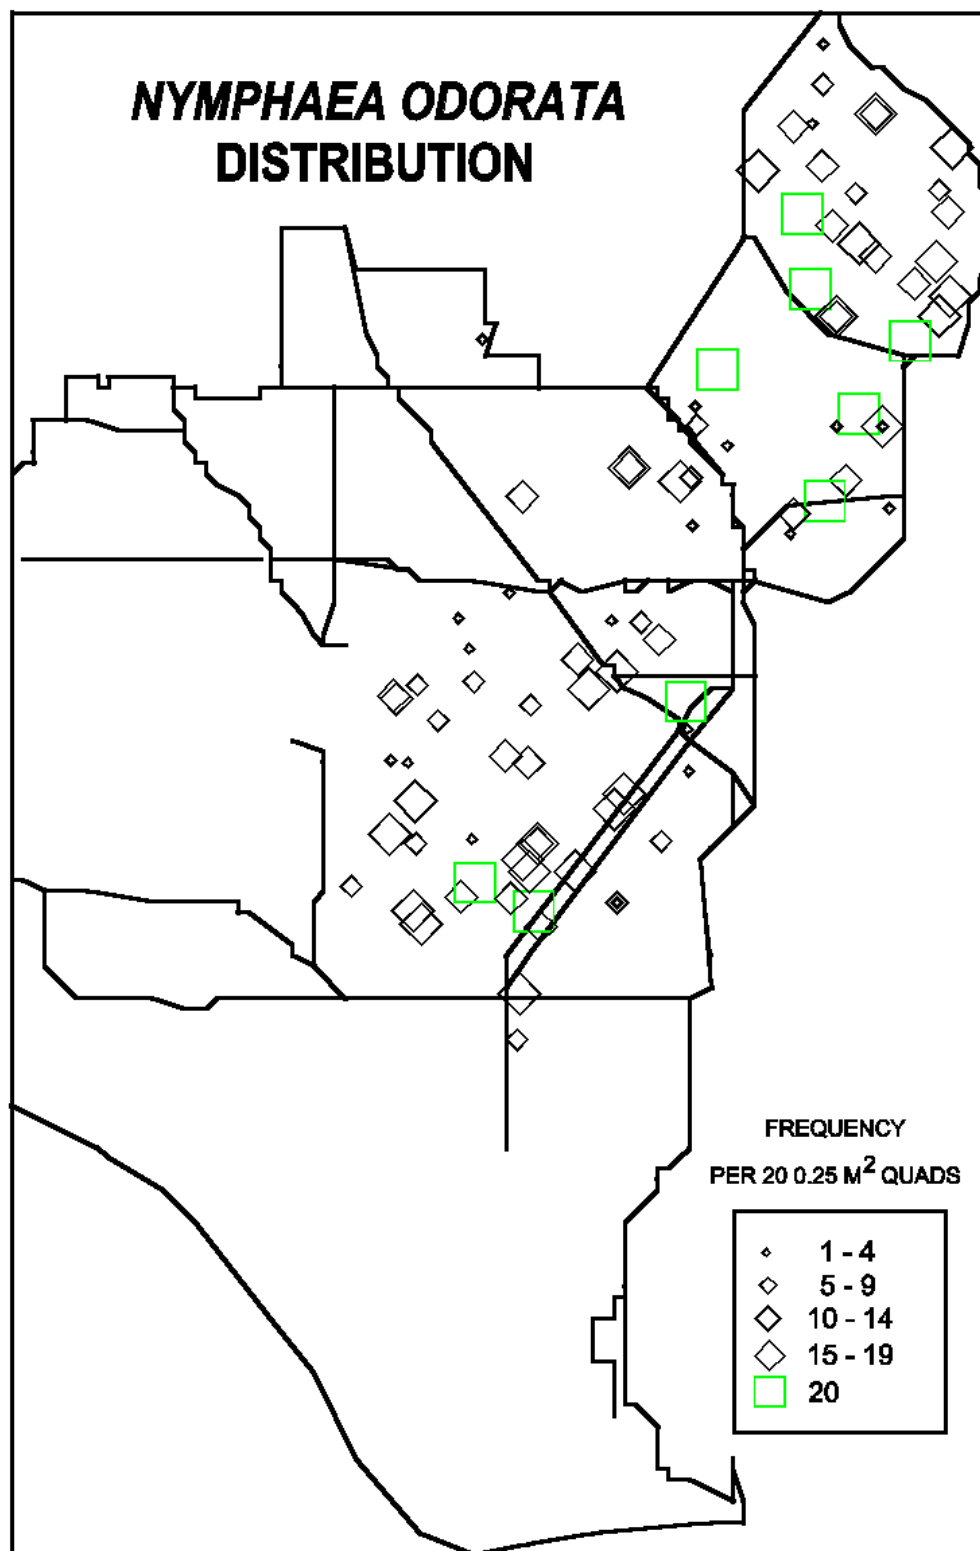 NYMPHAEA ODORATA
DISTRIBUTION
FREQUENCY
PER 20 0.25 M² QUADS
1 - 4
5 - 9
10 - 14
15 - 19
20